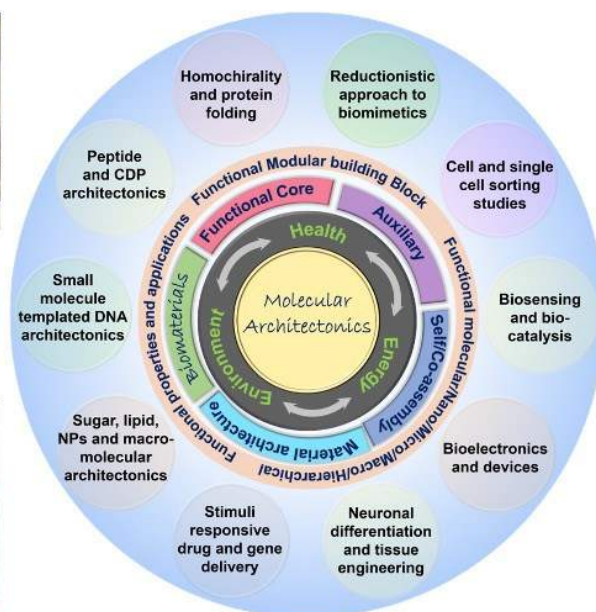 Homochirality
and protein
folding
Reductionistic
approach to
biomimetics
Peptide
and CDP
architectonics
Cell and single
cell sorting
studies
Small
molecule
templated DNA
architectonics
Biosensing
and bio-
catalysis
Sugar, lipid,
NPs and macro-
molecular
architectonics
Bioelectronics
and devices
Stimuli
responsive
drug and gene
delivery
Neuronal
differentiation
and tissue
engineering
Functional Modular building Block
Functional molecular/Nano/Micro/Macro/Hierarchical
Functional properties and applications
Functional Core
Auxiliary
Self/Co-assembly
Material architecture
Biomaterials
Health
Energy
Environment
Molecular
Architectonics